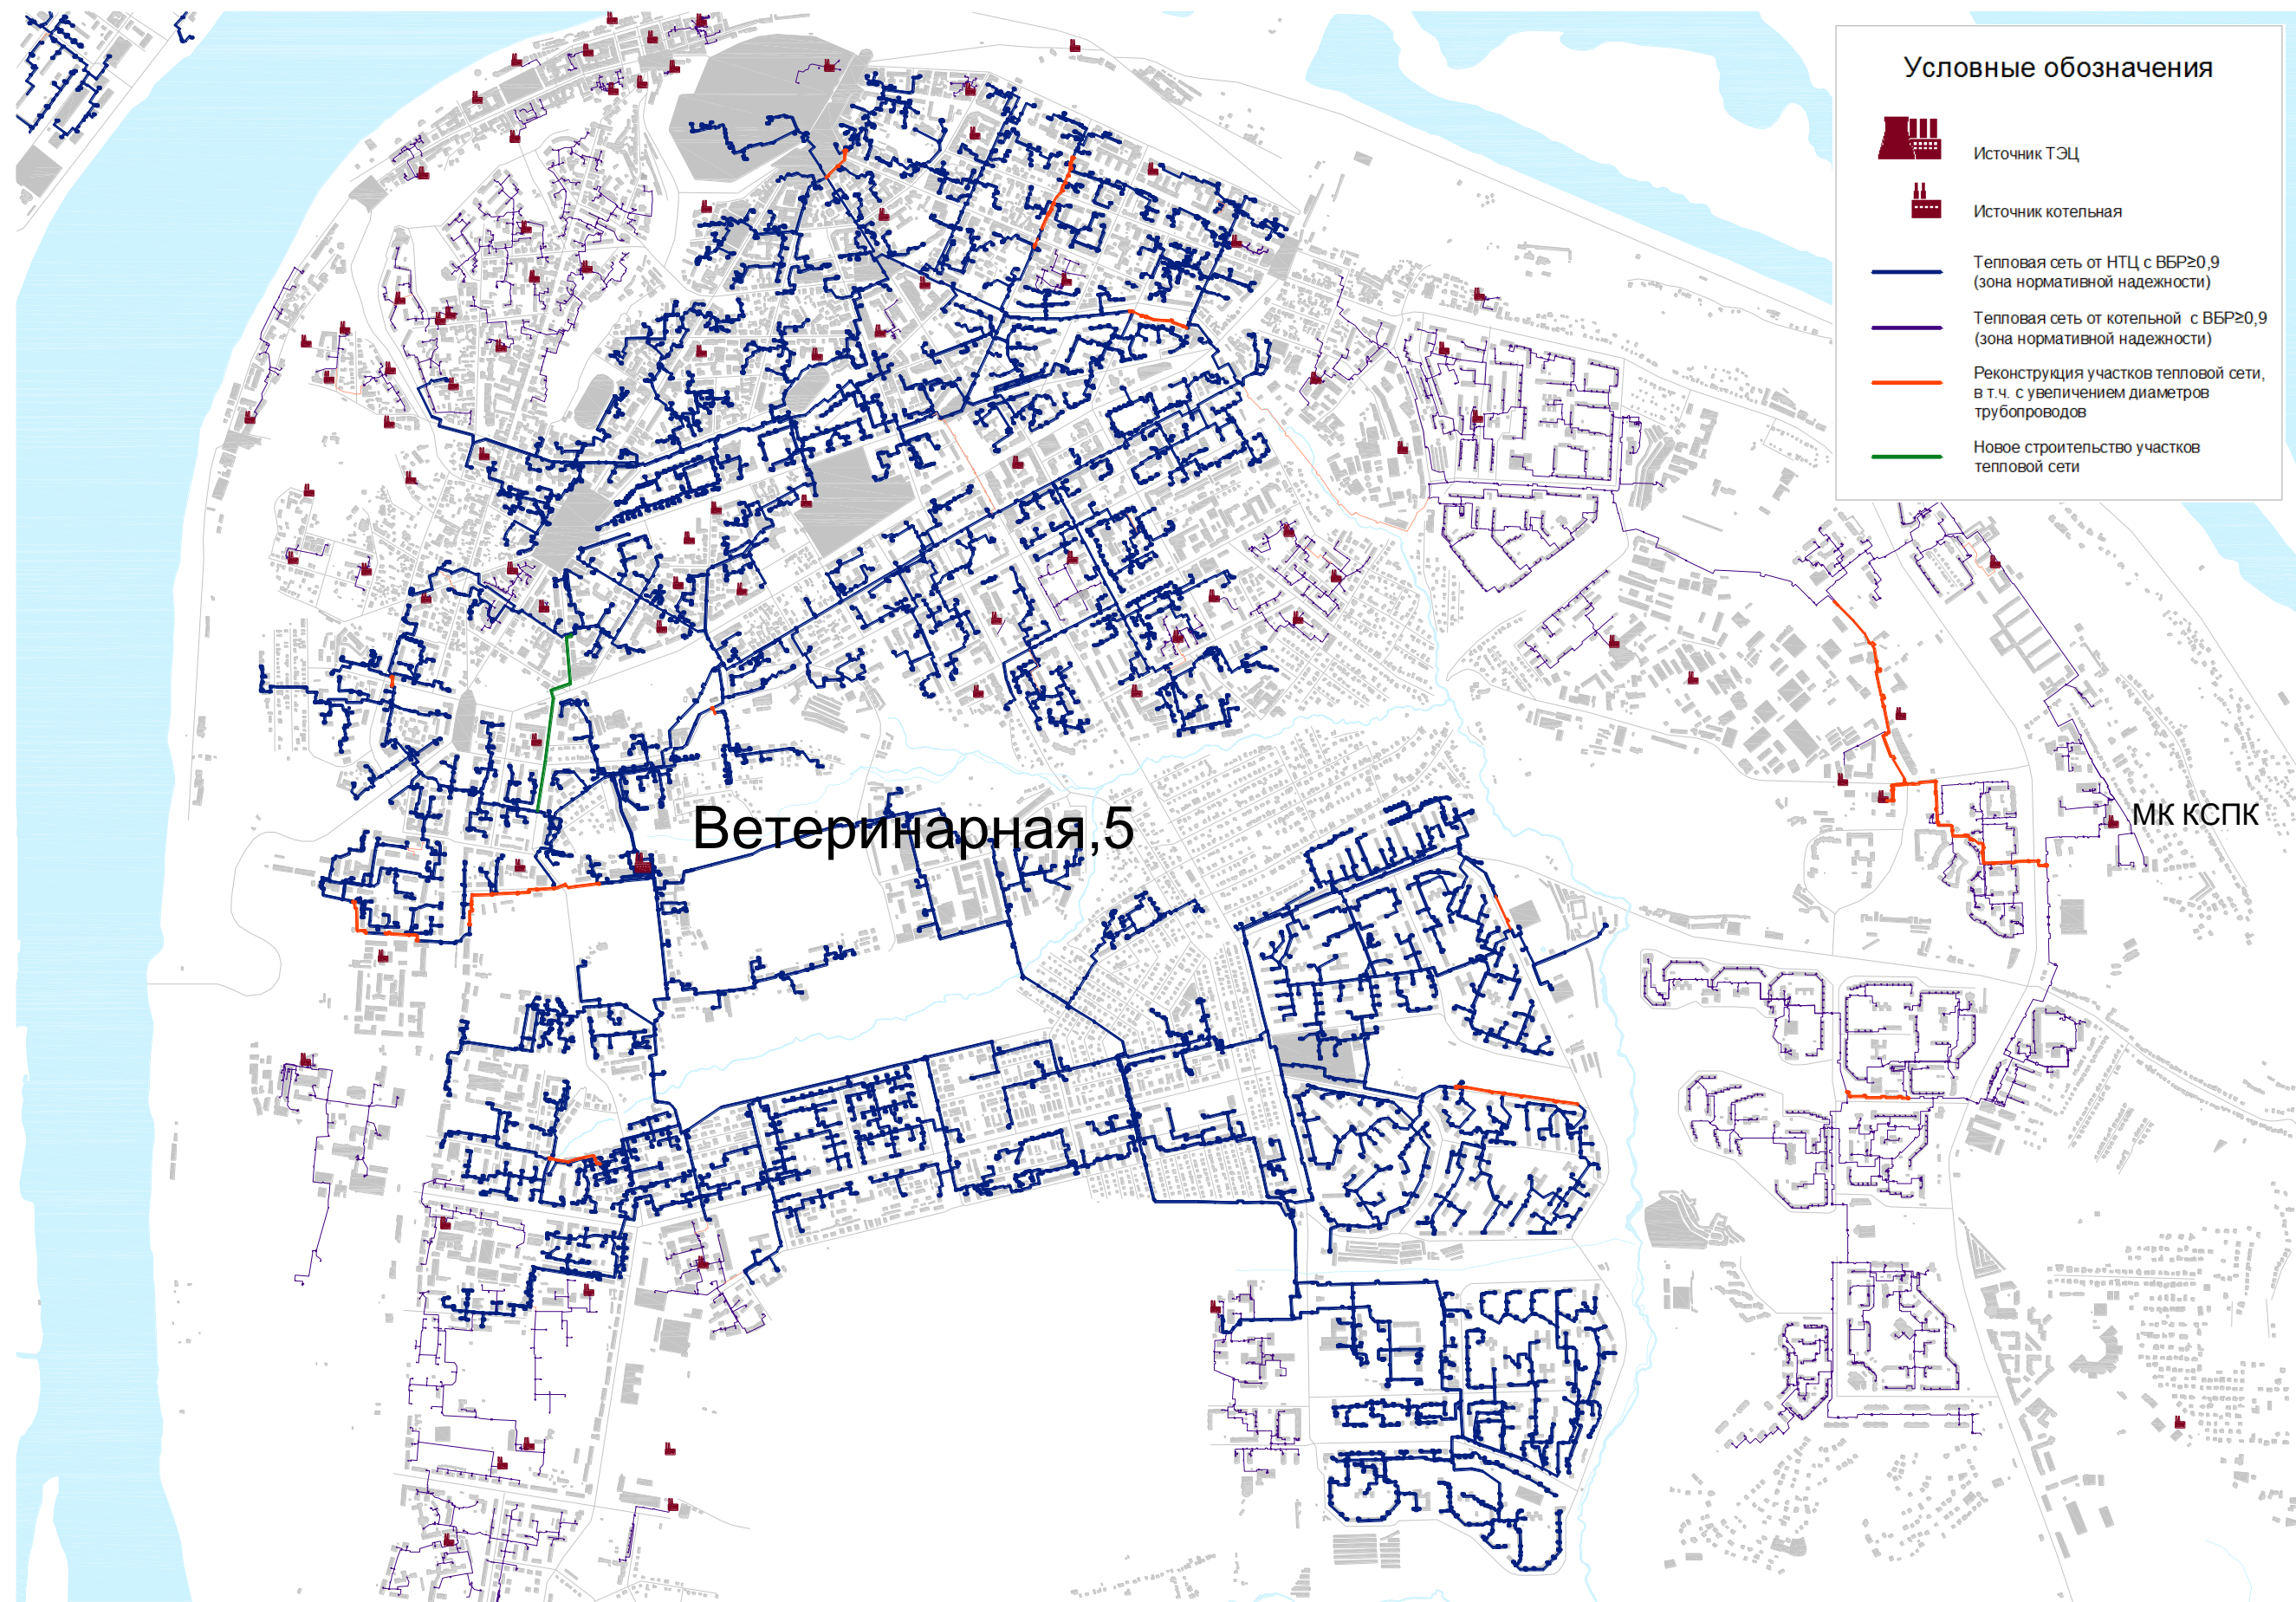 Условные обозначения
Источник ТЭЦ
Источник котельная
Тепловая сеть от НТЦ с ВБР≥0,9
(зона нормативной надежности)
Тепловая сеть от котельной с ВБР≥0,9
(зона нормативной надежности)
Реконструкция участков тепловой сети,
в т.ч. с увеличением диаметров
трубопроводов
Новое строительство участков
тепловой сети
Ветеринарная,5
МК КСПК